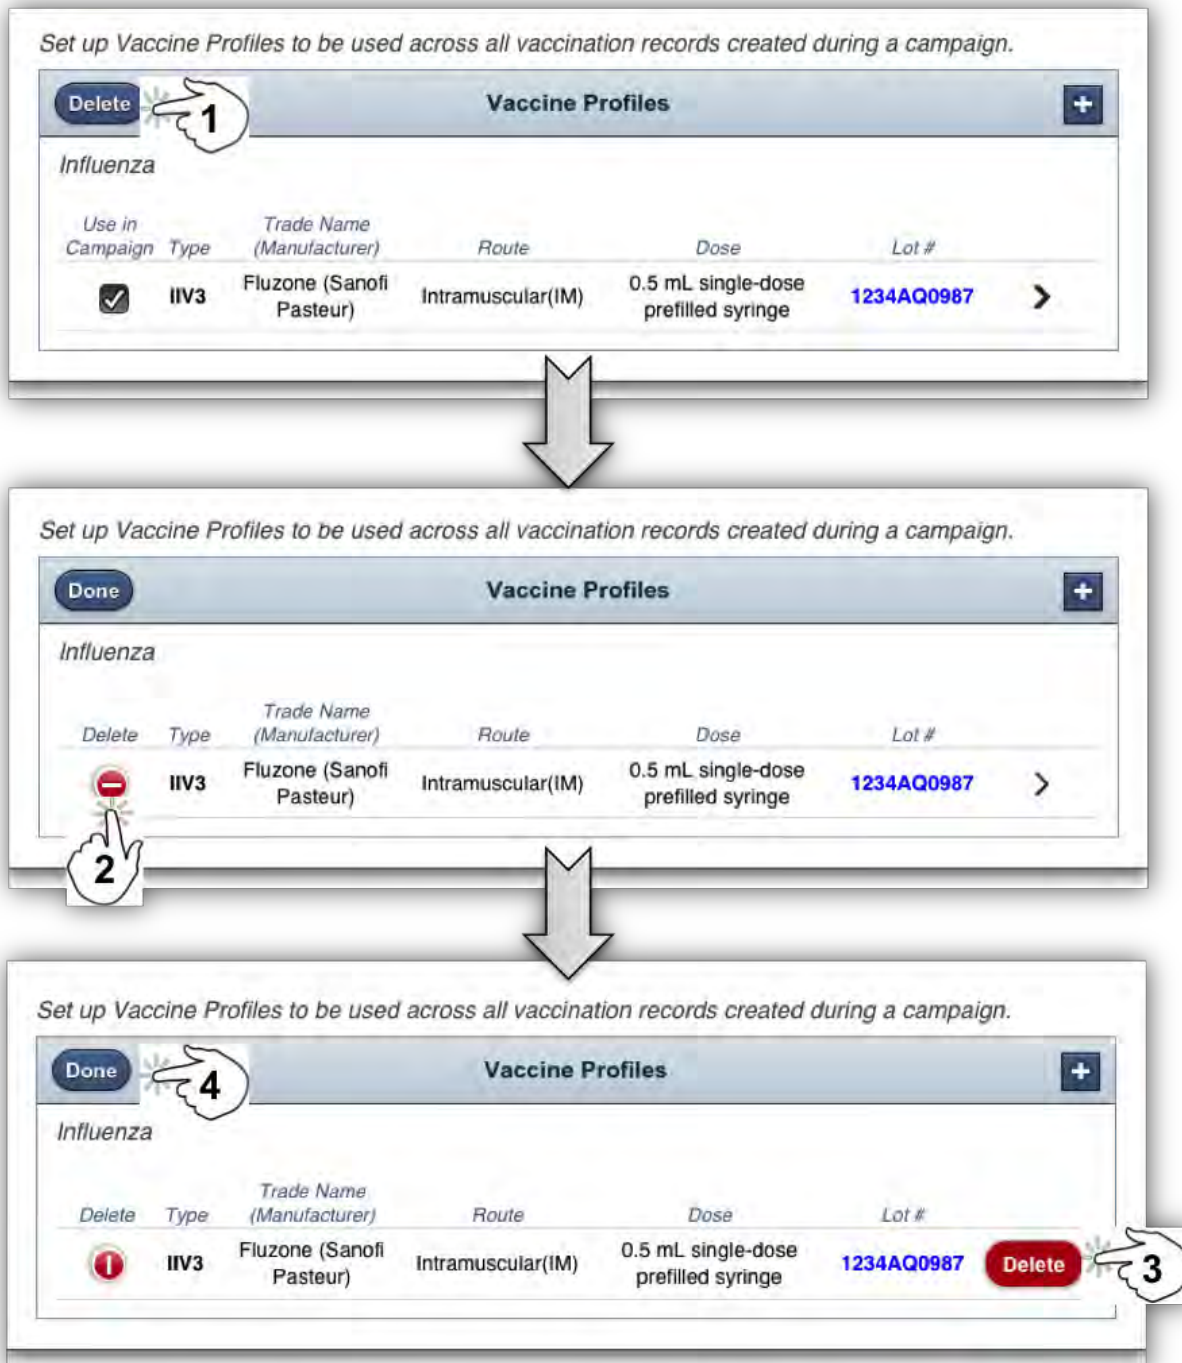 Set up Vaccine Profiles to be used across all vaccination records created during a campaign.
Delete 1 Vaccine Profiles +
Influenza
Use in Trade Name
Campaign Type (Manufacturer) Route Dose Lot #
Fluzone (Sanofi 0.5 mL single-dose
IIV3 Intramuscular(IM) 1234AQ0987
Pasteur) prefilled syringe
Set up Vaccine Profiles to be used across all vaccination records created during a campaign.
Done Vaccine Profiles +
Influenza
Trade Name
Delete Type (Manufacturer) Route Dose Lot #
Fluzone (Sanofi 0.5 mL single-dose
IIV3 Intramuscular(IM) 1234AQ0987
Pasteur) prefilled syringe
2
Set up Vaccine Profiles to be used across all vaccination records created during a campaign.
Done 4 Vaccine Profiles +
Influenza
Trade Name
Delete Type (Manufacturer) Route Dose Lot #
Fluzone (Sanofi 0.5 mL single-dose
IIV3 Intramuscular(IM) 1234AQ0987 Delete 3
Pasteur) prefilled syringe